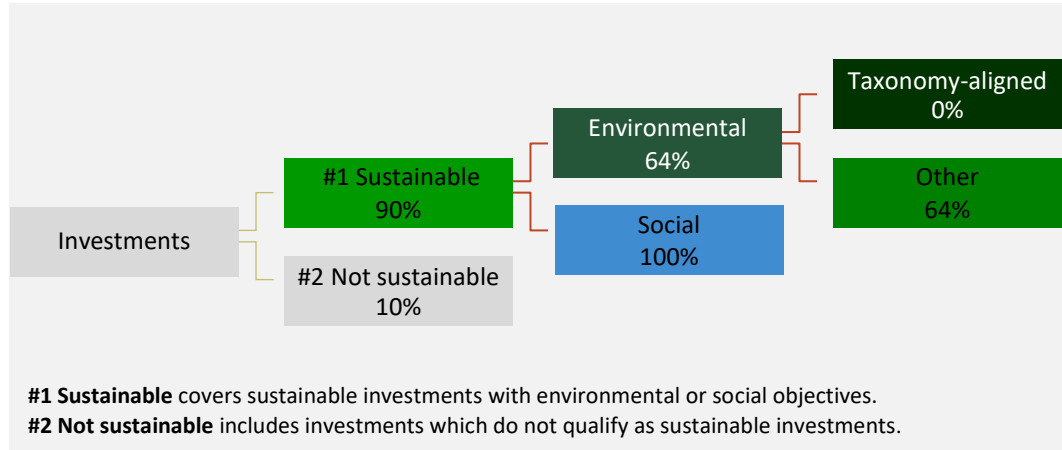 Taxonomy-aligned
0%
Environmental
64%
#1 Sustainable
90%
Other
64%
Investments
Social
100%
#2 Not sustainable
10%
#1 Sustainable covers sustainable investments with environmental or social objectives.
#2 Not sustainable includes investments which do not qualify as sustainable investments.